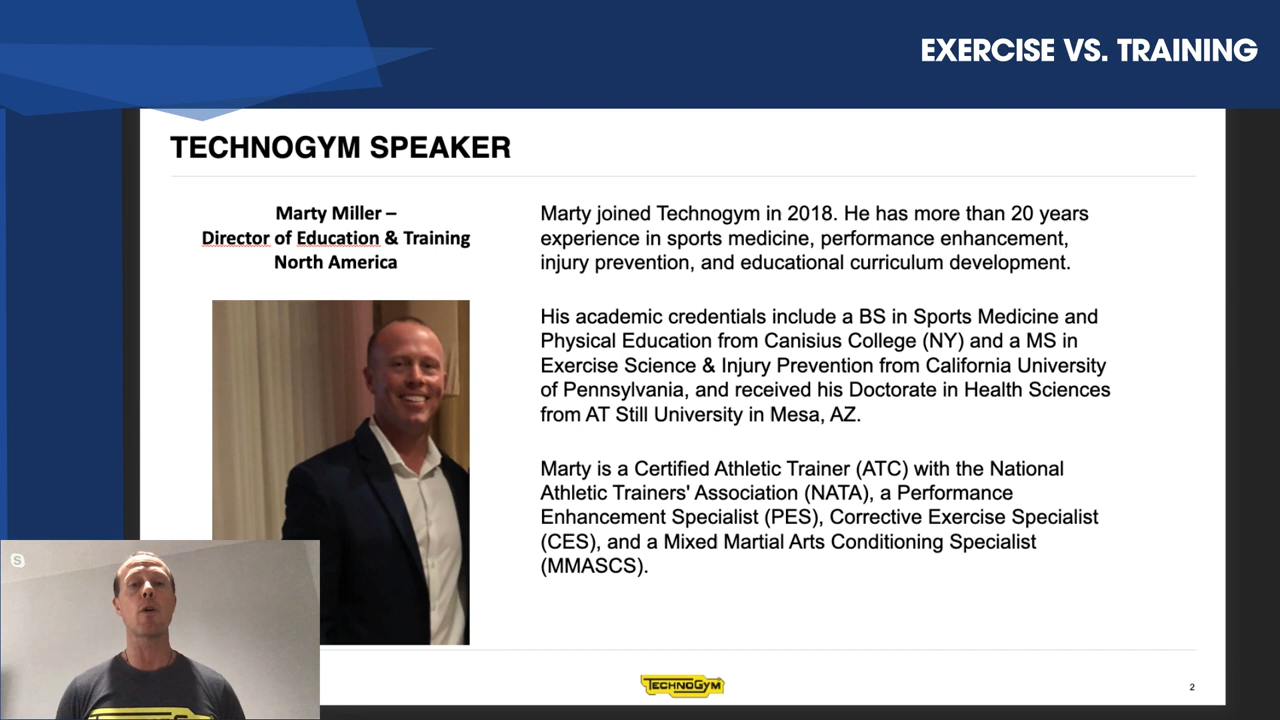 EXERCISE VS. TRAINING
TECHNOGYM SPEAKER
Marty Miller –
Director of Education & Training
North America
Marty joined Technogym in 2018. He has more than 20 years
experience in sports medicine, performance enhancement,
injury prevention, and educational curriculum development.
His academic credentials include a BS in Sports Medicine and
Physical Education from Canisius College (NY) and a MS in
Exercise Science & Injury Prevention from California University
of Pennsylvania, and received his Doctorate in Health Sciences
from AT Still University in Mesa, AZ.
Marty is a Certified Athletic Trainer (ATC) with the National
Athletic Trainers' Association (NATA), a Performance
Enhancement Specialist (PES), Corrective Exercise Specialist
(CES), and a Mixed Martial Arts Conditioning Specialist
(MMASCS).
S
TECHNOGYM
2